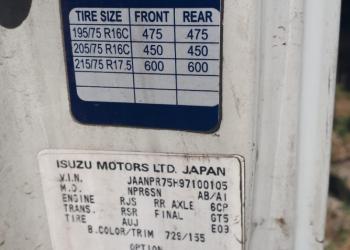 TIRE SIZE FRONT REAR
195/75 R16C 475 475
205/75 R16C 450 450
215/75 R17.5 600 600
ISUZU MOTORS LTD. JAPAN
V.I.N. JAANPR75H97100105
M.D. NPR6SN AB/A1
ENGINE RJS RR AXLE 6CP
TRANS. RSR FINAL GT5
TIRE AUJ E03
B.COLOR/TRIM 729/135
OPTION